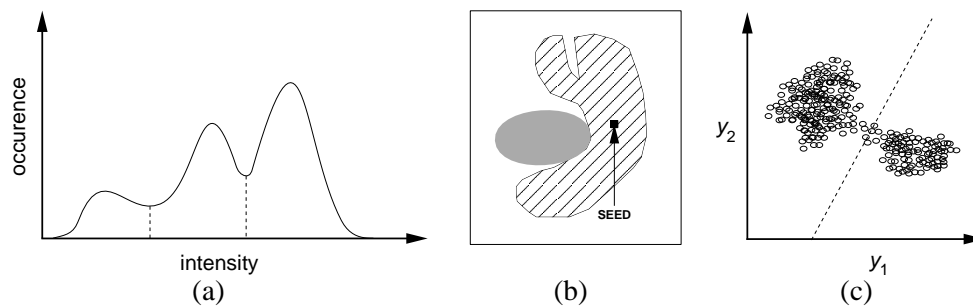 occurence
intensity
(a)
SEED
(b)
y2
y1
(c)